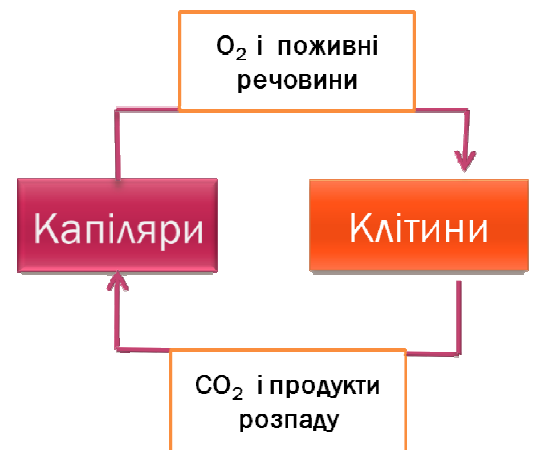 O₂ і поживні
речовини
Капіляри
Клітини
CO₂ і продукти
розпаду